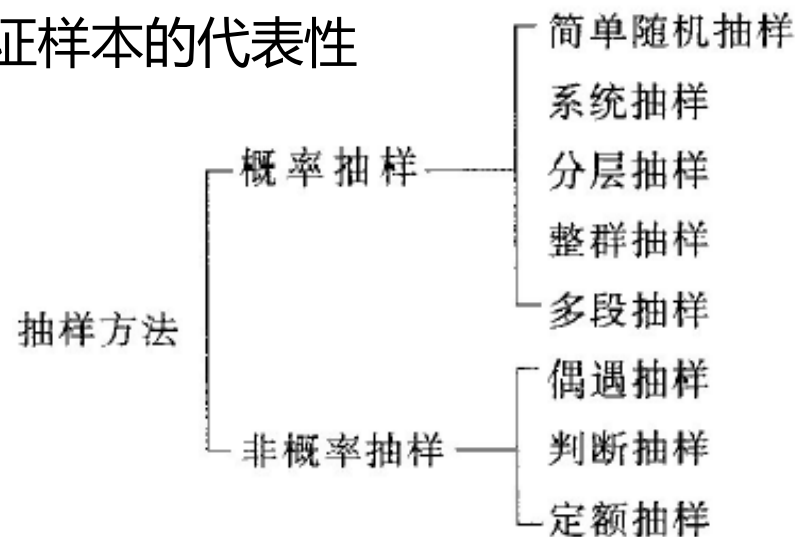 证样本的代表性
简单随机抽样
系统抽样
概率抽样
分层抽样
整群抽样
抽样方法
多段抽样
偶遇抽样
非概率抽样
判断抽样
定额抽样